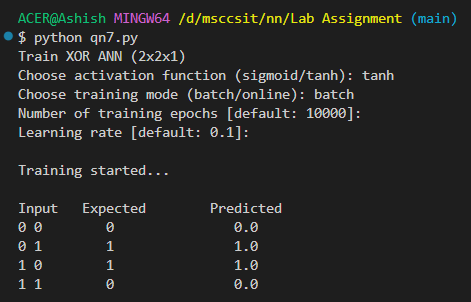 ACER@Ashish MINGW64 /d/msccsit/nn/Lab Assignment (main)
$ python qn7.py
Train XOR ANN (2x2x1)
Choose activation function (sigmoid/tanh): tanh
Choose training mode (batch/online): batch
Number of training epochs [default: 10000]:
Learning rate [default: 0.1]:
Training started...
Input Expected Predicted
0 0 0 0.0
0 1 1 1.0
1 0 1 1.0
1 1 0 0.0